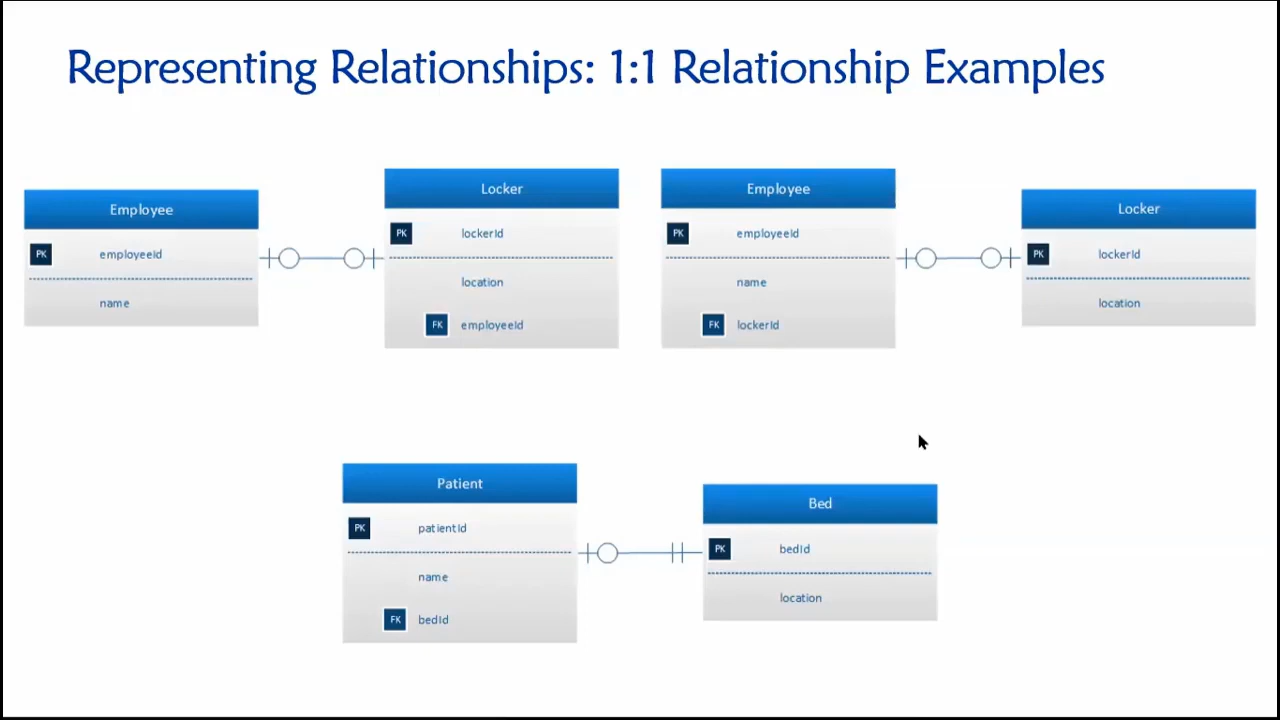 Representing Relationships: 1:1 Relationship Examples
Employee
PK employeeId
name
Locker
PK lockerId
location
FK employeeId
Employee
PK employeeId
name
FK lockerId
Locker
PK lockerId
location
Patient
PK patientId
name
FK bedId
Bed
PK bedId
location